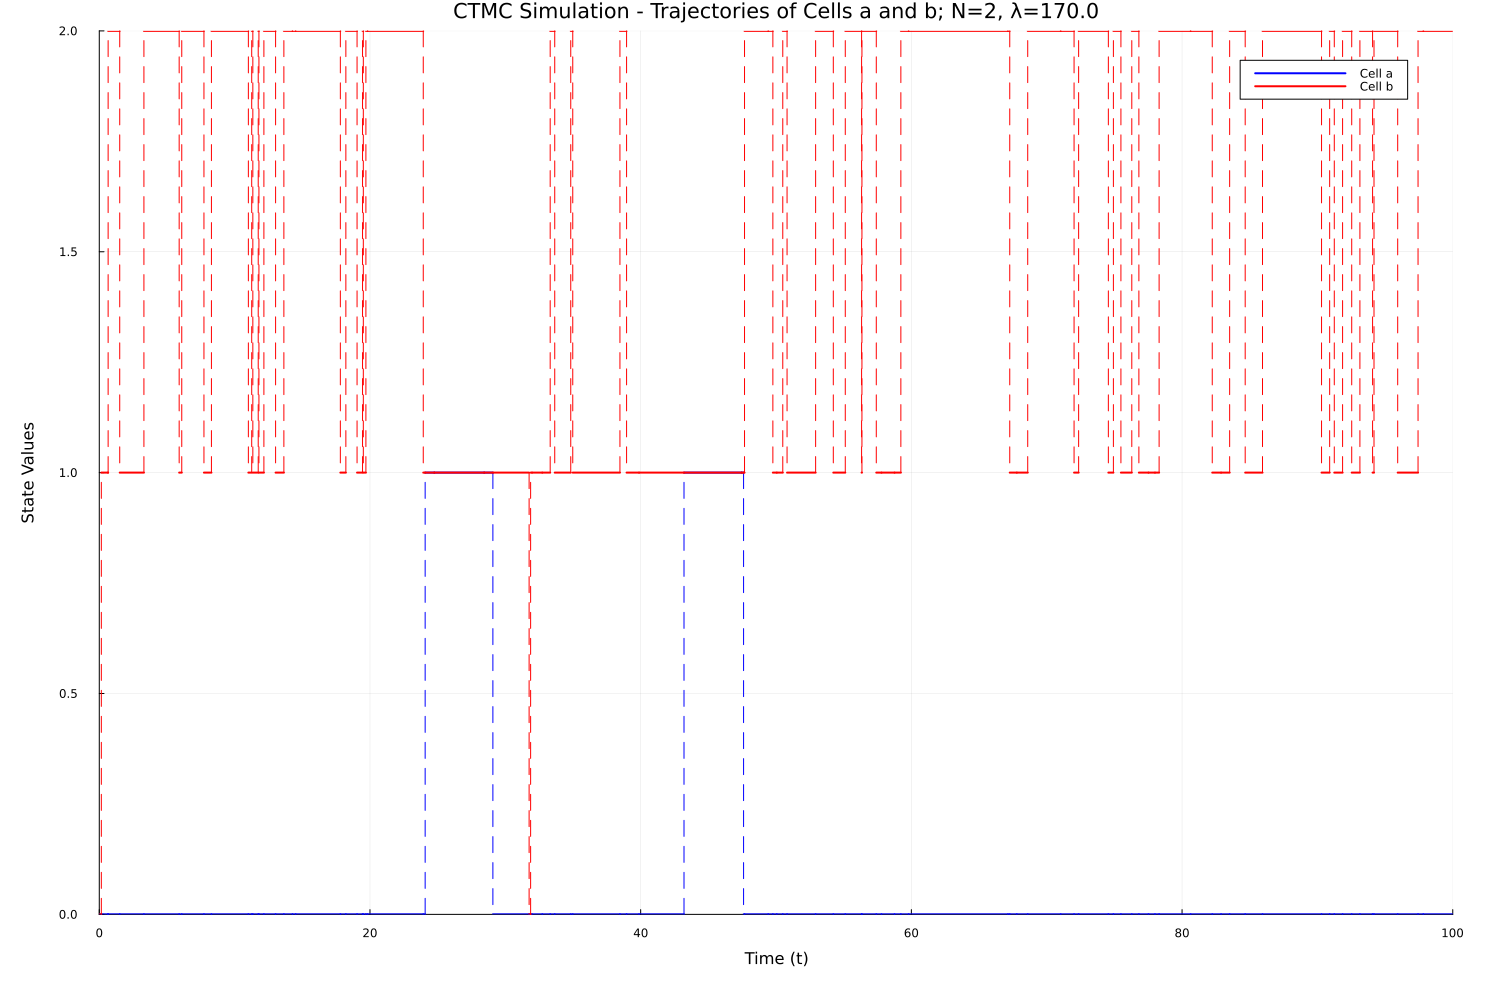 CTMC Simulation - Trajectories of Cells a and b; N=2, λ=170.0
2.0
Cell a
Cell b
1.5
State Values
1.0
0.5
0.0
0 20 40 60 80 100
Time (t)